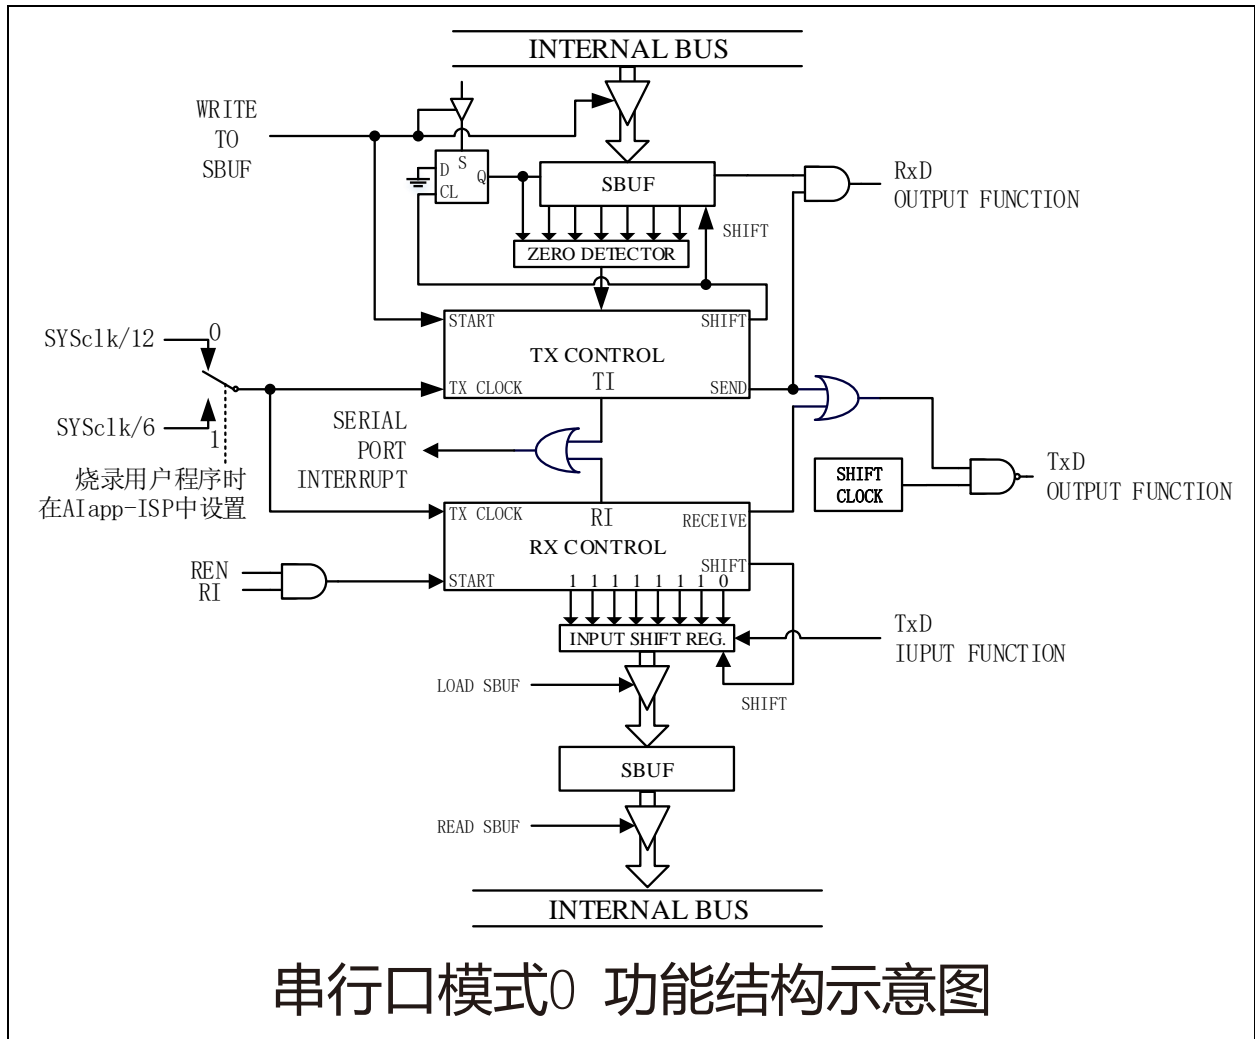 INTERNAL BUS
WRITE
TO
SBUF
D
S
Q
CL
SBUF
RxD
OUTPUT FUNCTION
SHIFT
ZERO DETECTOR
START
SHIFT
TX CONTROL
TI
TX CLOCK
SEND
SYSclk/12
0
SYSclk/6
1
烧录用户程序时
在AIapp-ISP中设置
SERIAL
PORT
INTERRUPT
SHIFT
CLOCK
TxD
OUTPUT FUNCTION
TX CLOCK
RI
RECEIVE
RX CONTROL
SHIFT
START
1 1 1 1 1 1 1 0
REN
RI
INPUT SHIFT REG.
TxD
IUPUT FUNCTION
LOAD SBUF
SHIFT
SBUF
READ SBUF
INTERNAL BUS
串行口模式0 功能结构示意图